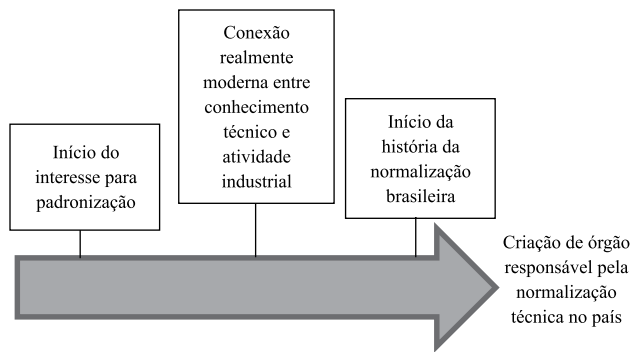 Início do
interesse para
padronização
Conexão
realmente
moderna entre
conhecimento
técnico e
atividade
industrial
Início da
história da
normalização
brasileira
Criação de órgão
responsável pela
normalização
técnica no país